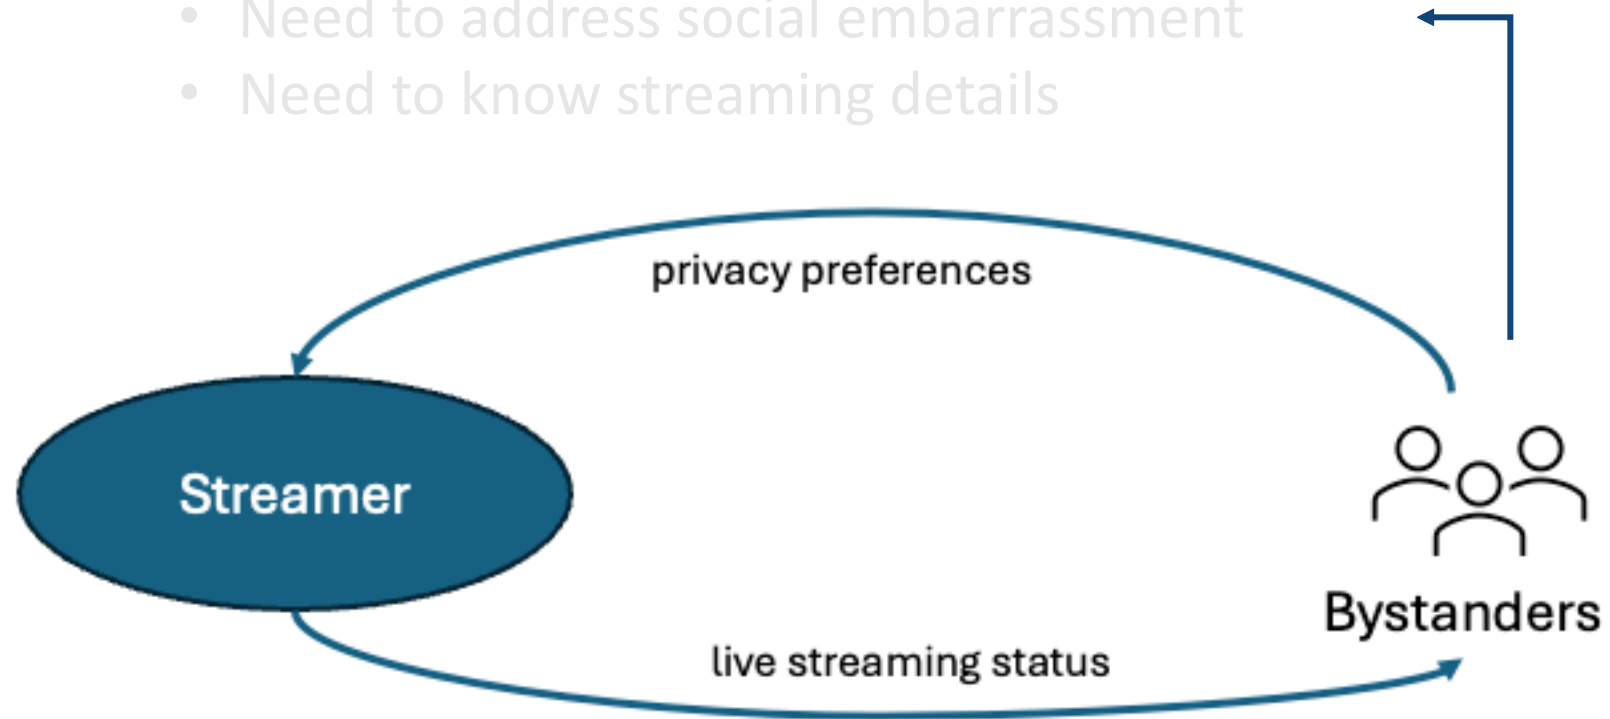 • Need to address social embarrassment
• Need to know streaming details
privacy preferences
Streamer
Bystanders
live streaming status